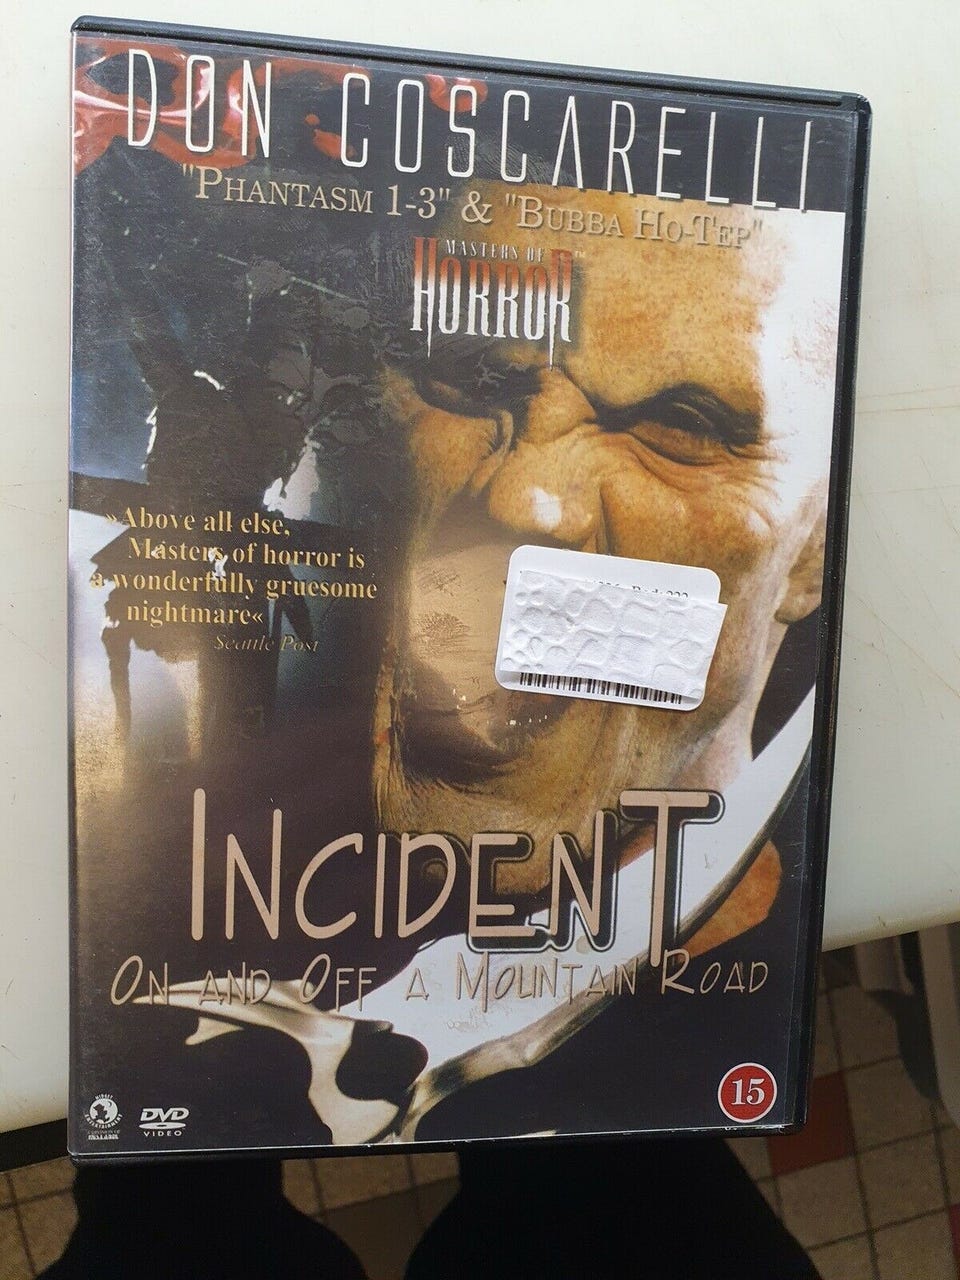 DON COSCARELLI
"PHANTASM 1-3" & "BUBBA HO-TEP"
MASTERS OF
HORROR™
»Above all else,
Masters of horror is
a wonderfully gruesome
nightmare«
Seattle Post
INCIDENT
ON AND OFF A MOUNTAIN ROAD
DVD
VIDEO
15